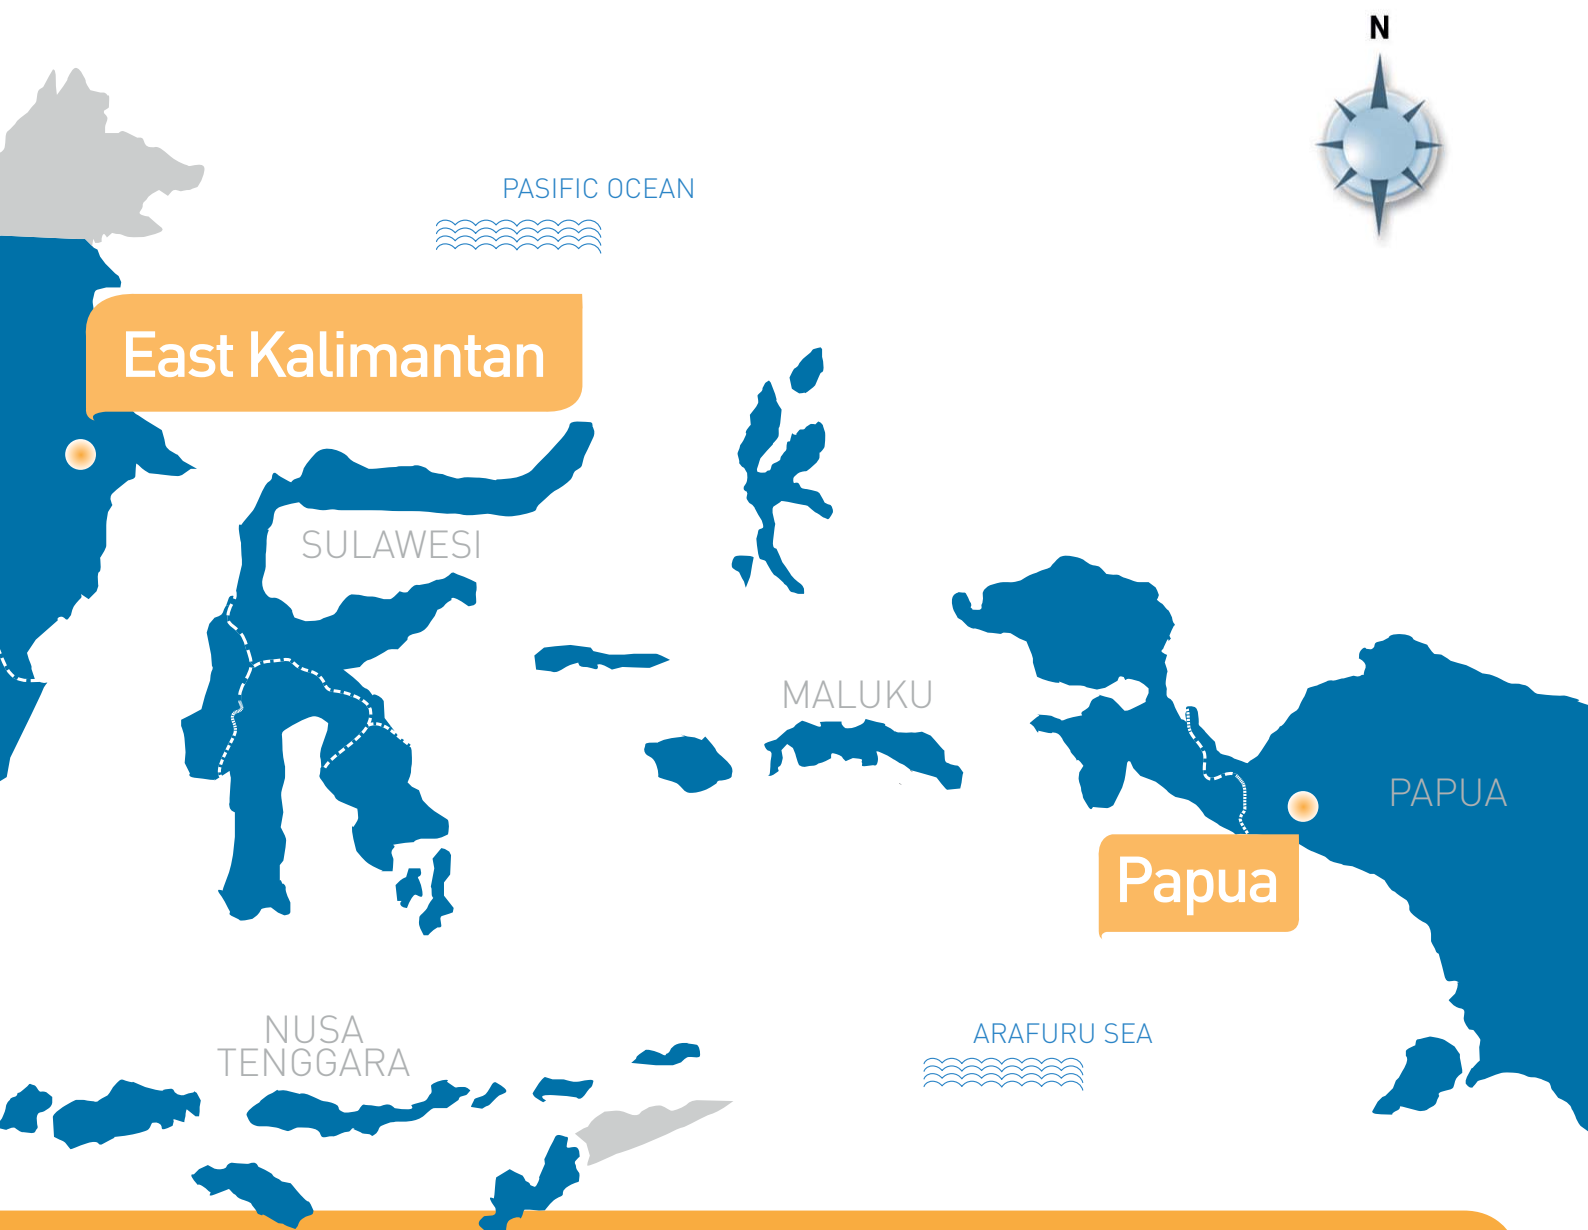 N
PASIFIC OCEAN
East Kalimantan
SULAWESI
MALUKU
PAPUA
Papua
NUSA
TENGGARA
ARAFURU SEA